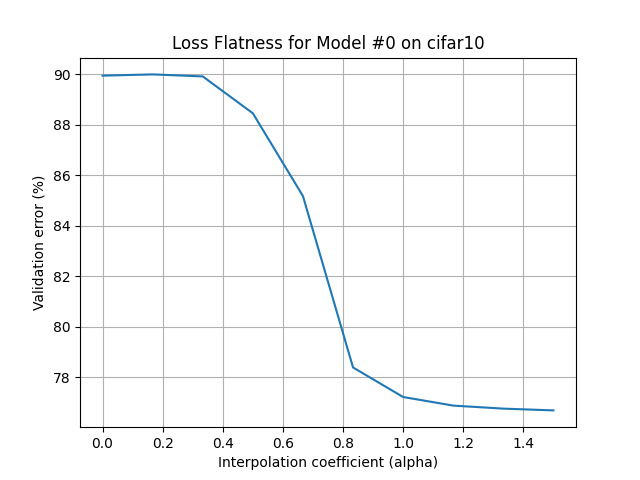 Loss Flatness for Model #0 on cifar10
90
88
86
84
82
80
78
Validation error (%)
0.0 0.2 0.4 0.6 0.8 1.0 1.2 1.4
Interpolation coefficient (alpha)